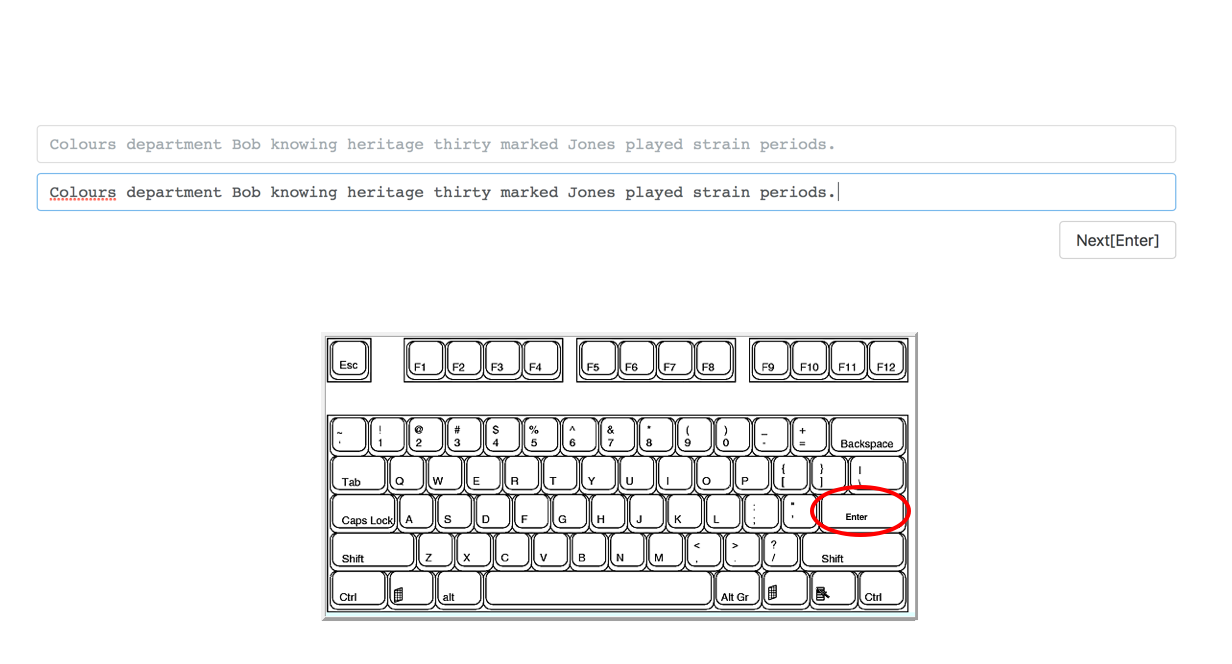 Colours department Bob knowing heritage thirty marked Jones played strain periods.
Colours department Bob knowing heritage thirty marked Jones played strain periods.
Next[Enter]
Esc F1 F2 F3 F4 F5 F6 F7 F8 F9 F10 F11 F12
~ ! @ # $ % ^ & * ( ) _ +
' 1 2 3 4 5 6 7 8 9 0 - = Backspace
{ } |
Tab Q W E R T Y U I O P [ ] \
: "
Caps Lock A S D F G H J K L ; ' Enter
< > ?
Shift Z X C V B N M , . / Shift
Ctrl alt Alt Gr Ctrl